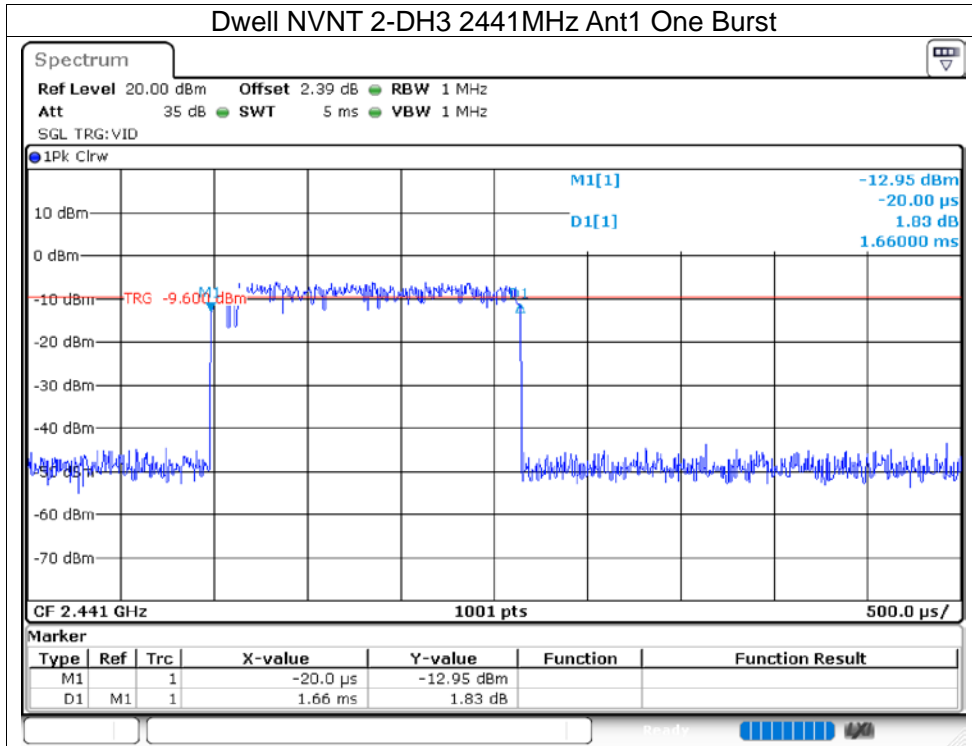 Dwell NVNT 2-DH3 2441MHz Ant1 One Burst
Spectrum
Ref Level 20.00 dBm Offset 2.39 dB RBW 1 MHz
Att 35 dB SWT 5 ms VBW 1 MHz
SGL TRG:VID
1Pk Clrw
M1[1] -12.95 dBm
-20.00 µs
D1[1] 1.83 dB
1.66000 ms
10 dBm
0 dBm
-10 dBm
TRG -9.600 dBm
M1
D1
-20 dBm
-30 dBm
-40 dBm
-50 dBm
-60 dBm
-70 dBm
CF 2.441 GHz 1001 pts 500.0 µs/
Marker
Type Ref Trc X-value Y-value Function Function Result
M1 1 -20.0 µs -12.95 dBm
D1 M1 1 1.66 ms 1.83 dB
Ready